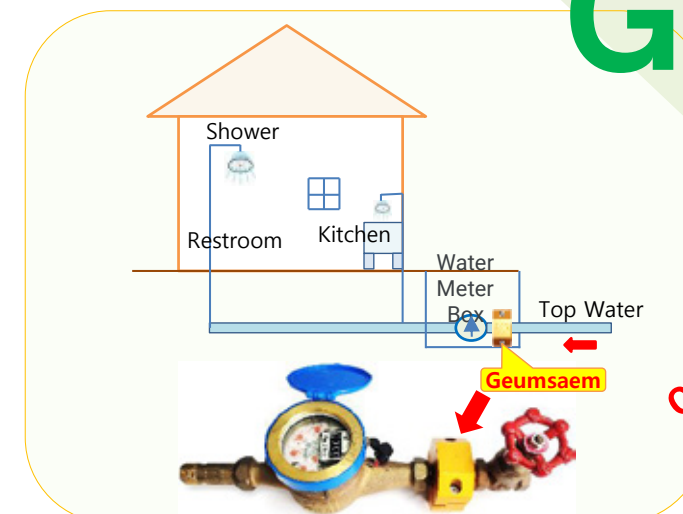 G
Shower
Restroom
Kitchen
Water
Meter
Box
Top Water
Geumsaem